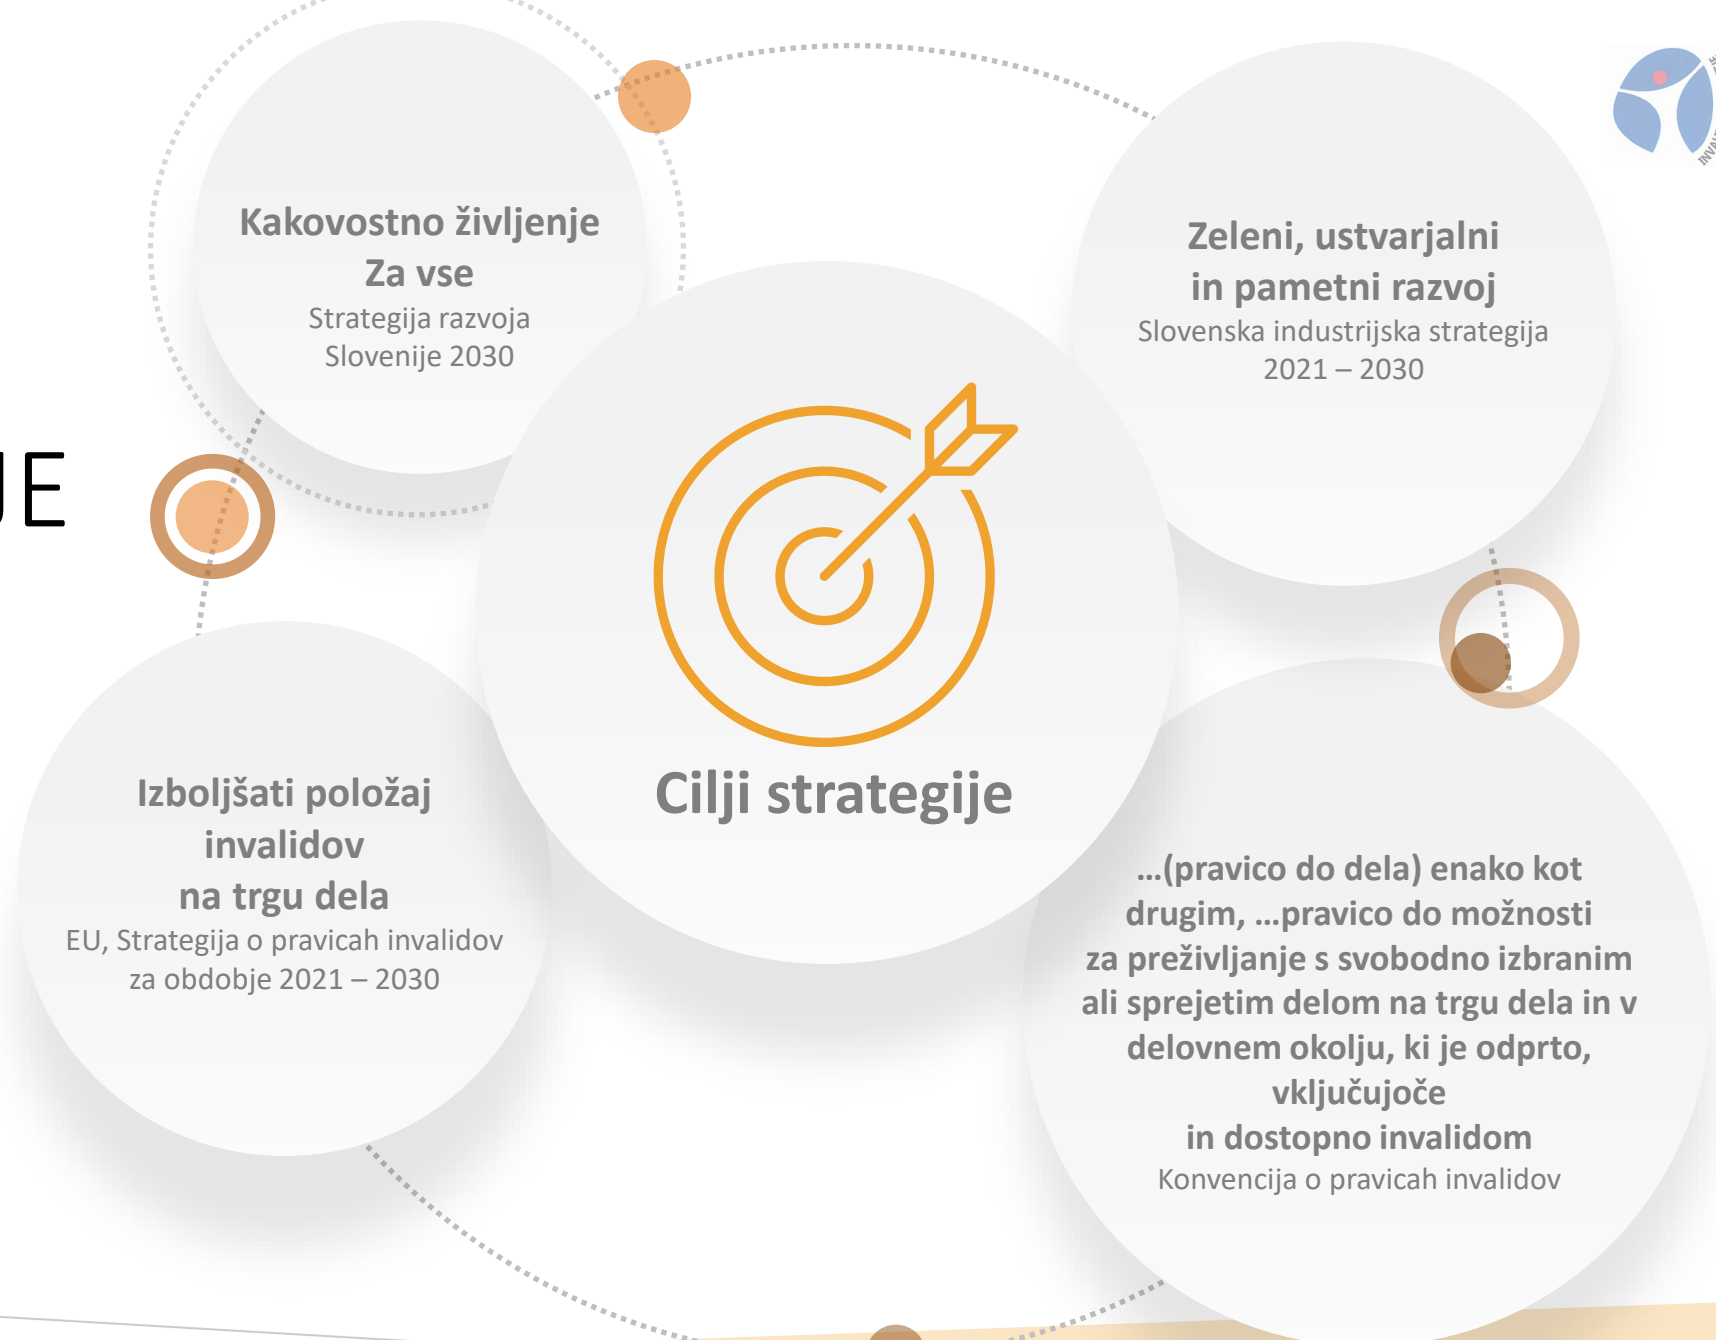 JE
Kakovostno življenje
Za vse
Strategija razvoja
Slovenije 2030
Zeleni, ustvarjalni
in pametni razvoj
Slovenska industrijska strategija
2021 – 2030
Cilji strategije
Izboljšati položaj
invalidov
na trgu dela
EU, Strategija o pravicah invalidov
za obdobje 2021 – 2030
...(pravico do dela) enako kot
drugim, ...pravico do možnosti
za preživljanje s svobodno izbranim
ali sprejetim delom na trgu dela in v
delovnem okolju, ki je odprto,
vključujoče
in dostopno invalidom
Konvencija o pravicah invalidov